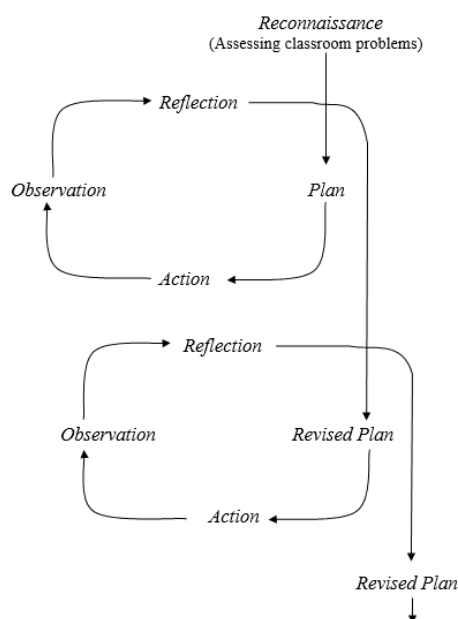 Reconnaissance
(Assessing classroom problems)
Reflection
Observation
Plan
Action
Reflection
Observation
Revised Plan
Action
Revised Plan